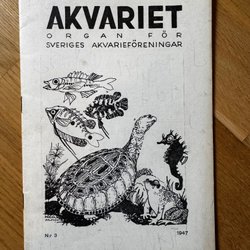 AKVARIET
ORGAN FÖR
SVERIGES AKVARIEFÖRENINGAR
Nr 3
1947